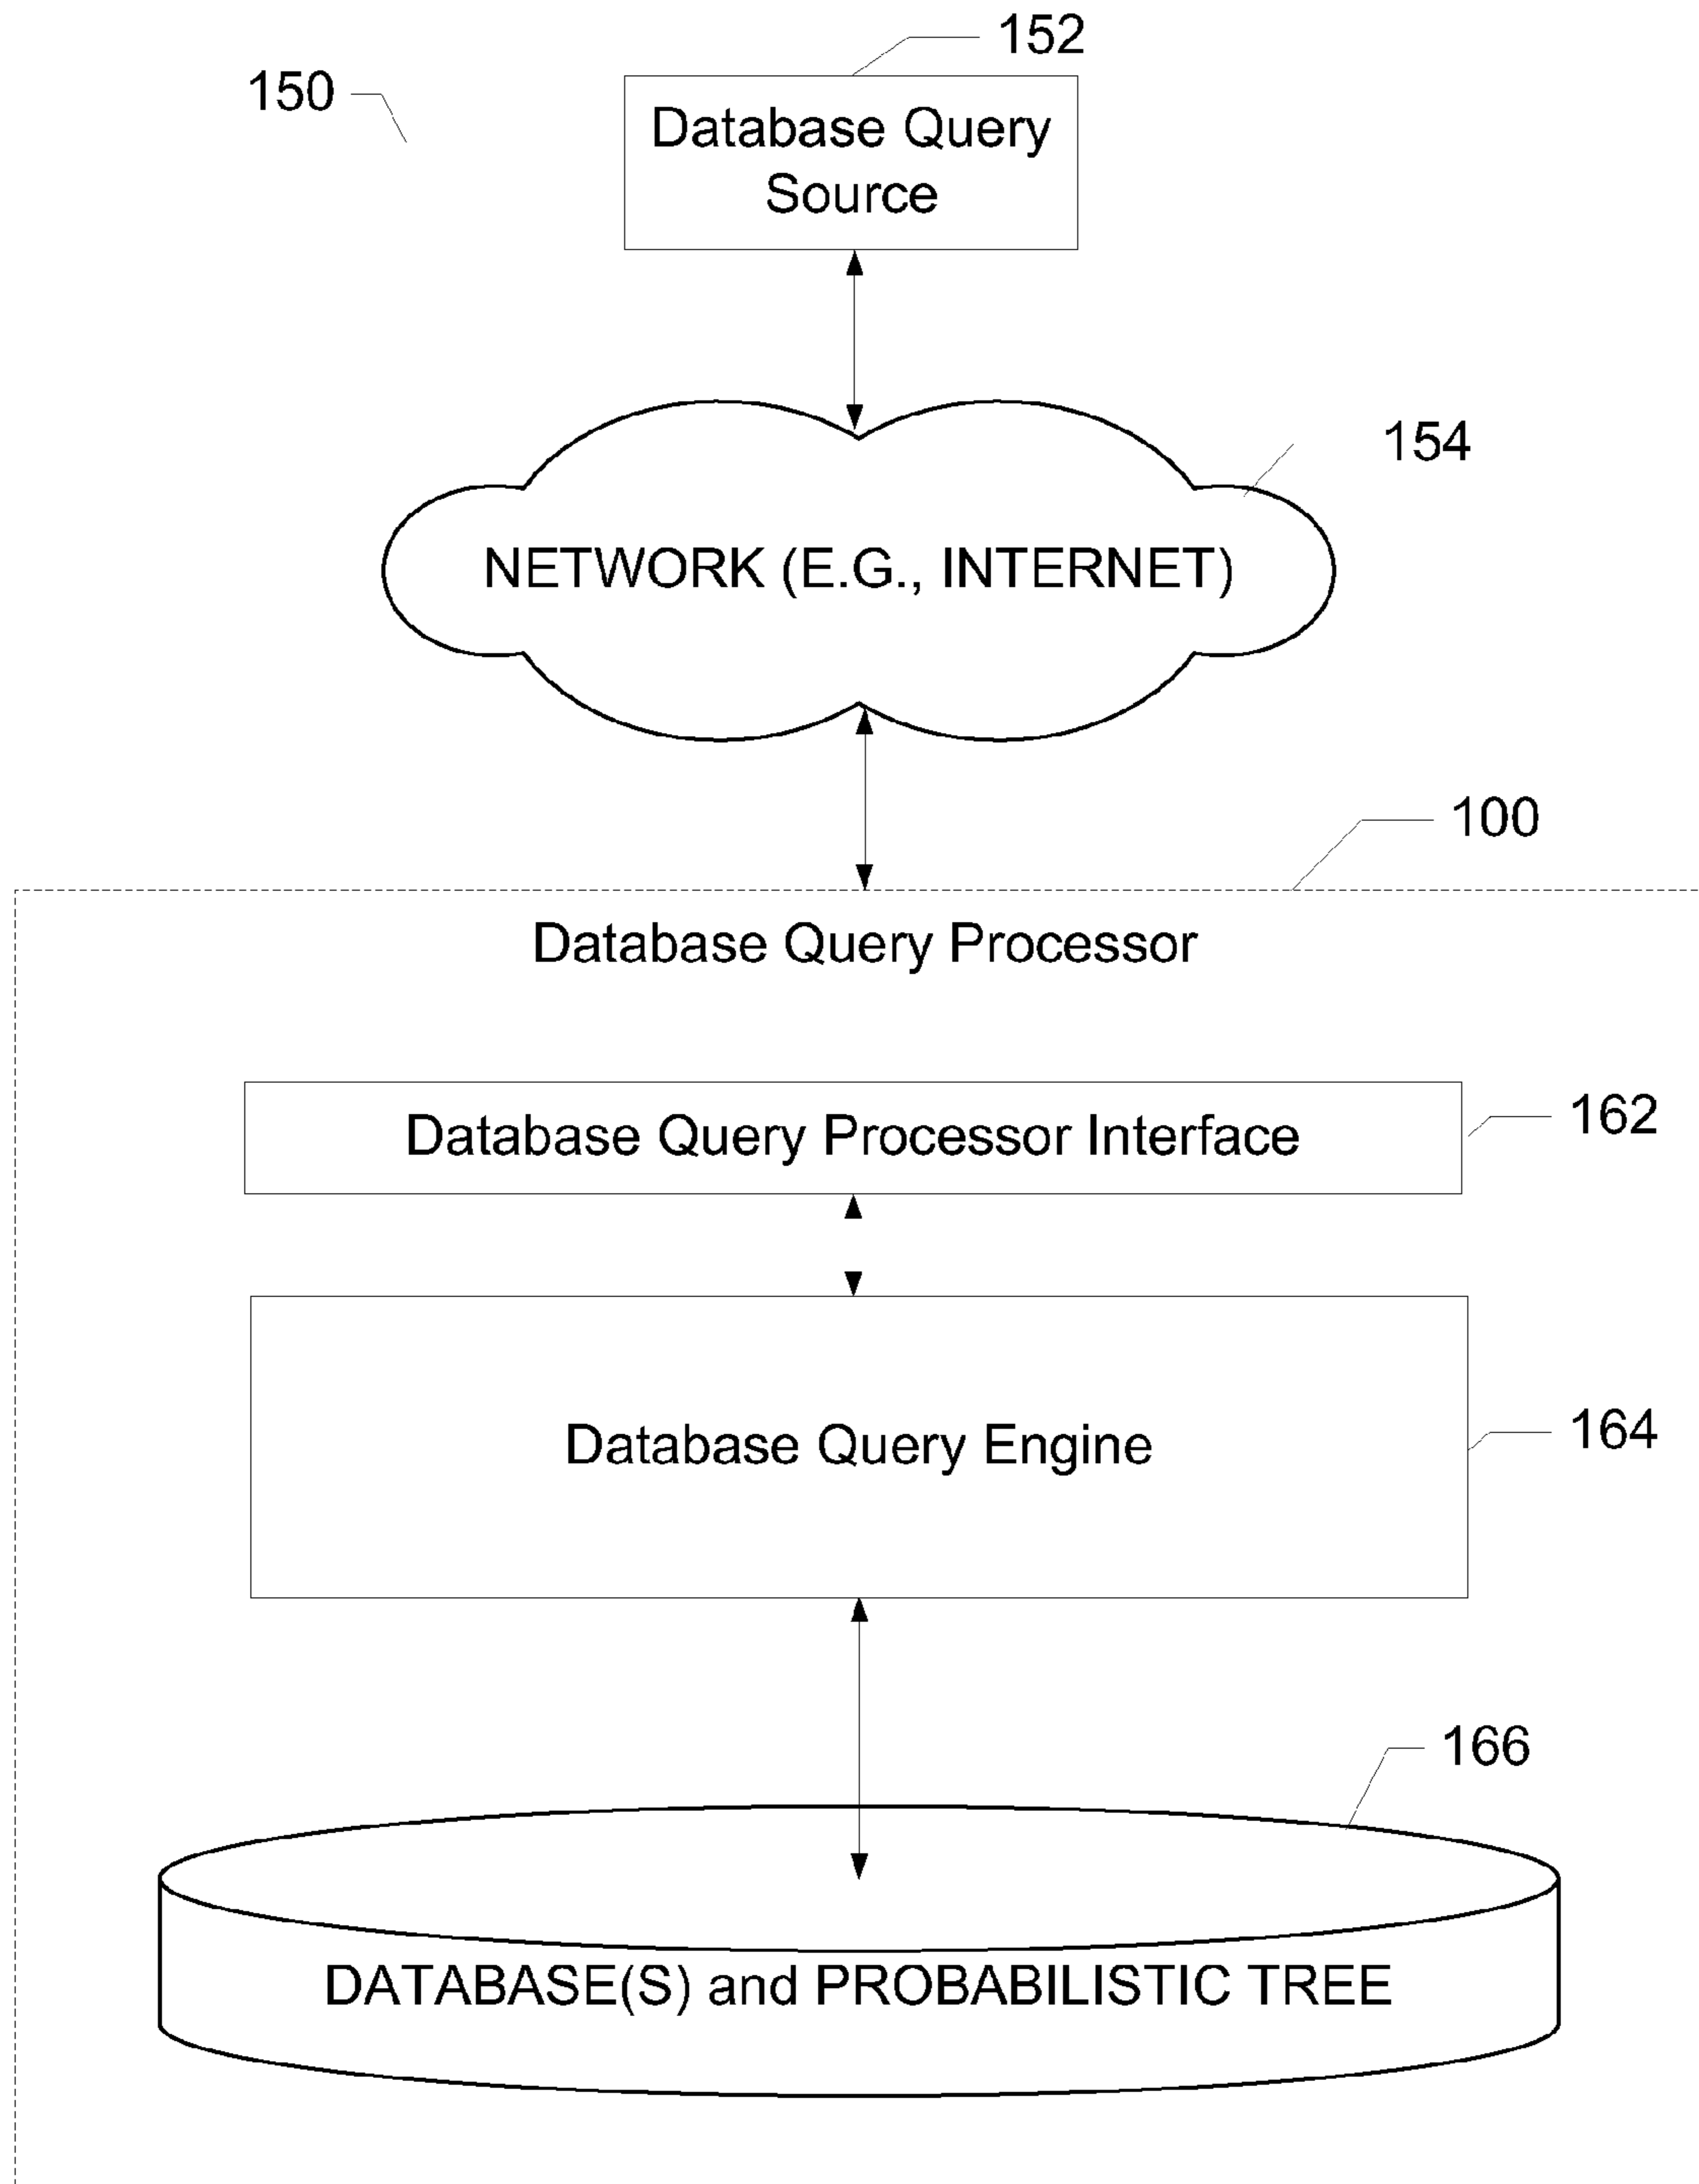 152
150
Database Query
Source
154
NETWORK (E.G., INTERNET)
100
Database Query Processor
162
Database Query Processor Interface
164
Database Query Engine
166
DATABASE(S) and PROBABILISTIC TREE